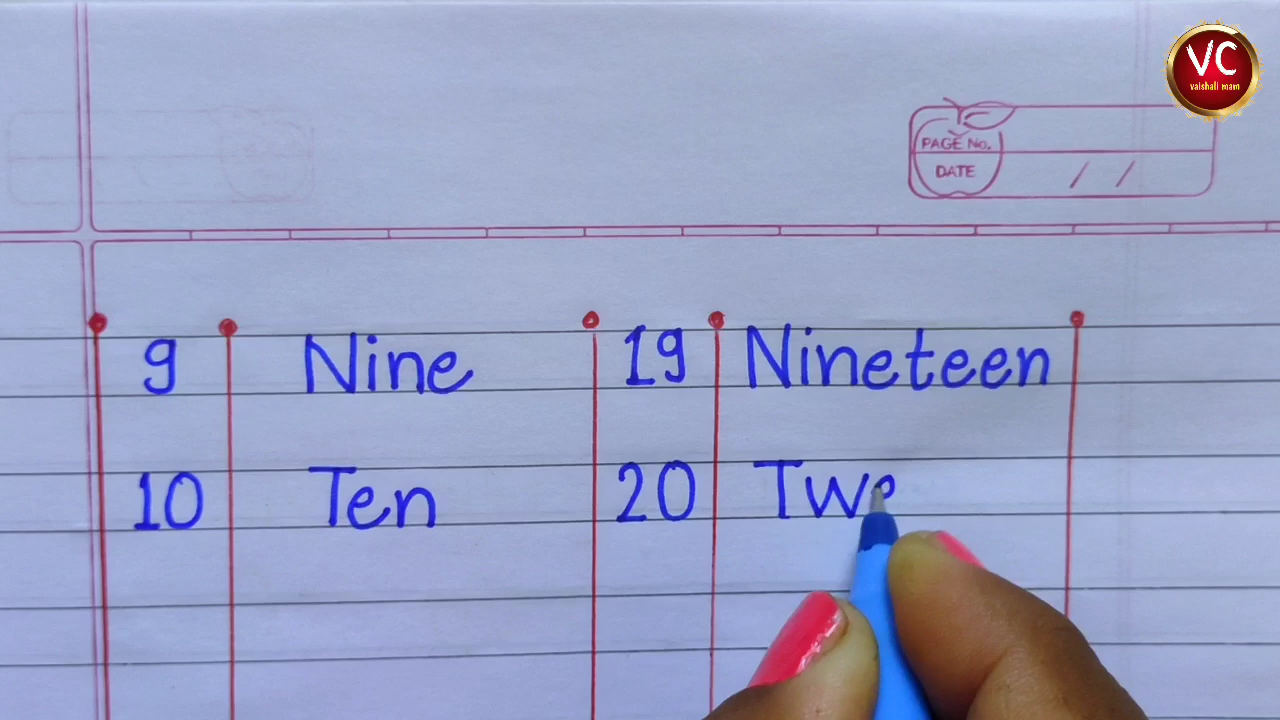 VC
vaishali mam
PAGE No.
DATE / /
9 Nine 19 Nineteen
10 Ten 20 Twe